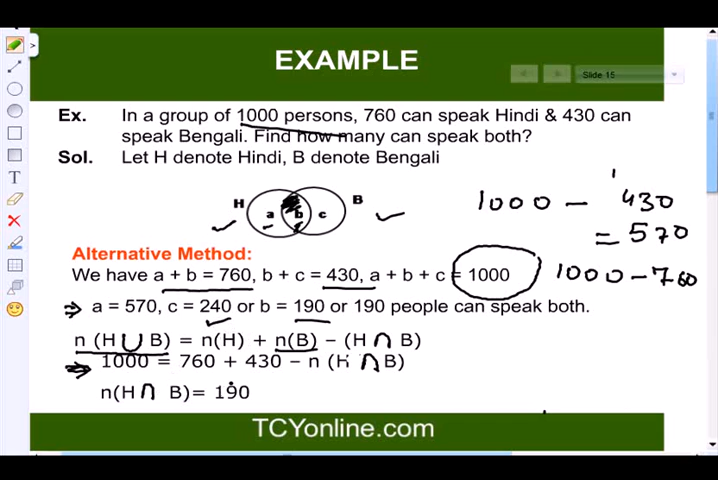 EXAMPLE
Slide 15
Ex. In a group of 1000 persons, 760 can speak Hindi & 430 can
speak Bengali. Find how many can speak both?
Sol. Let H denote Hindi, B denote Bengali
H a b c B
1000 - 430
= 570
Alternative Method:
We have a + b = 760, b + c = 430, a + b + c = 1000
1000 - 760
⇒ a = 570, c = 240 or b = 190 or 190 people can speak both.
n (H ∪ B) = n(H) + n(B) – (H ∩ B)
⇒ 1000 = 760 + 430 – n (H ∩ B)
n(H ∩ B)= 190
TCYonline.com
T